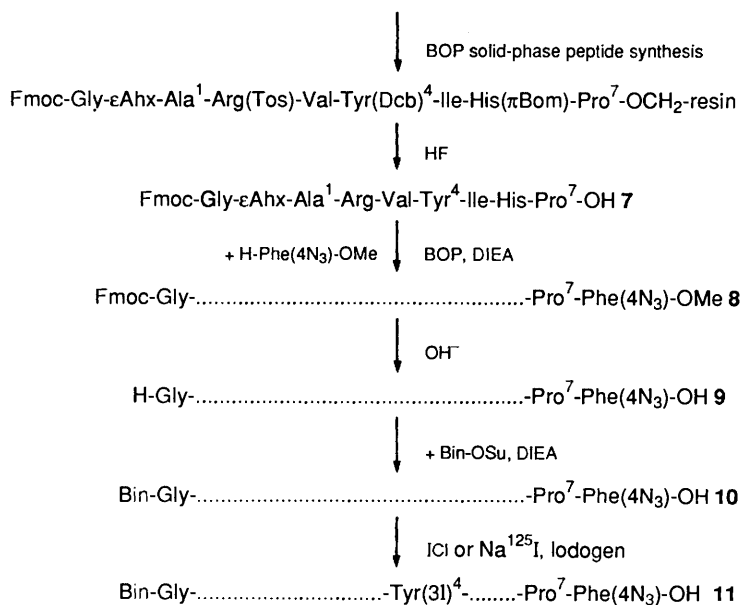 BOP solid-phase peptide synthesis
Fmoc-Gly-εAhx-Ala¹-Arg(Tos)-Val-Tyr(Dcb)⁴-Ile-His(πBom)-Pro⁷-OCH₂-resin
HF
Fmoc-Gly-εAhx-Ala¹-Arg-Val-Tyr⁴-Ile-His-Pro⁷-OH 7
+ H-Phe(4N₃)-OMe BOP, DIEA
Fmoc-Gly-......................................................-Pro⁷-Phe(4N₃)-OMe 8
OH⁻
H-Gly-......................................................-Pro⁷-Phe(4N₃)-OH 9
+ Bin-OSu, DIEA
Bin-Gly-......................................................-Pro⁷-Phe(4N₃)-OH 10
ICl or Na¹²⁵I, Iodogen
Bin-Gly-................................-Tyr(3I)⁴-........-Pro⁷-Phe(4N₃)-OH 11